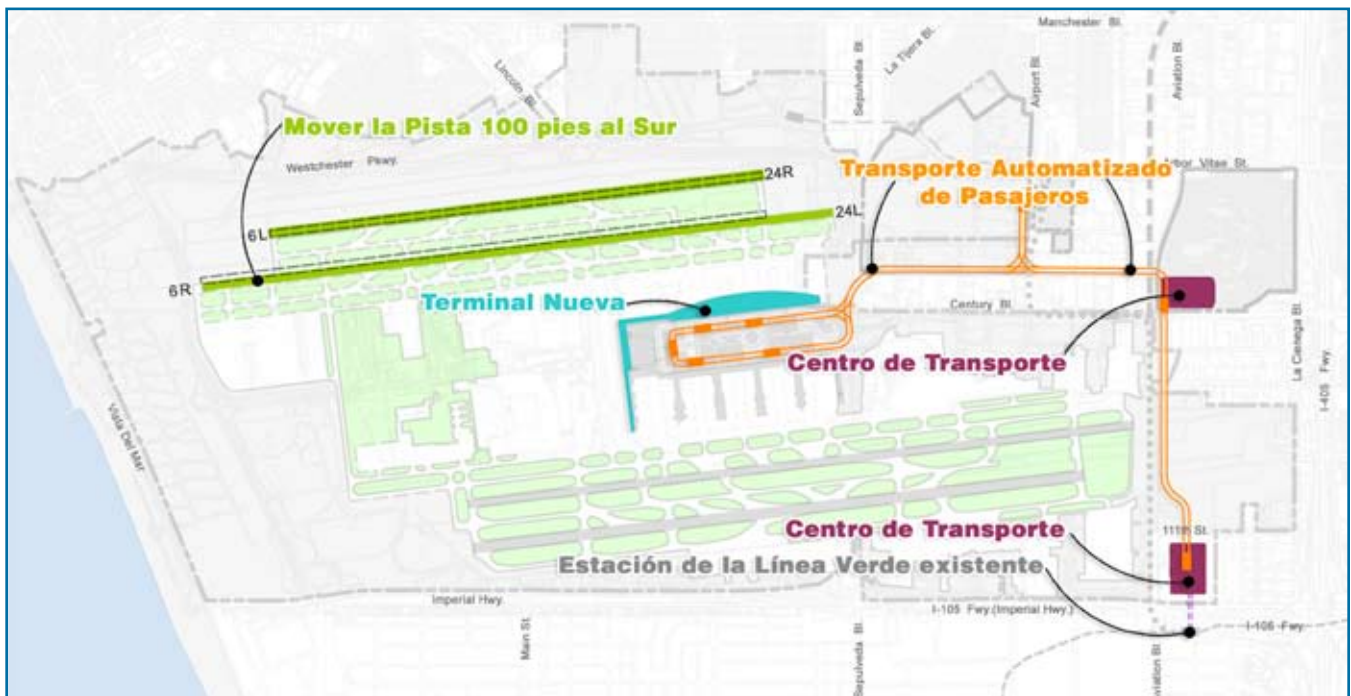 Manchester Bl.
La Tijera Bl.
Sepulveda Bl.
Airport Bl.
Aviation Bl.
Lincoln Bl.
Mover la Pista 100 pies al Sur
Westchester Pkwy.
Arbor Vitae St.
Transporte Automatizado
de Pasajeros
24R
24L
6L
6R
Terminal Nueva
Century Bl.
Centro de Transporte
La Cienega Bl.
I-405 Fwy.
Vista Del Mar
Centro de Transporte
111th St.
Estación de la Línea Verde existente
Imperial Hwy.
I-105 Fwy.(Imperial Hwy.)
I-105 Fwy.
Main St.
Sepulveda Bl.
Aviation Bl.